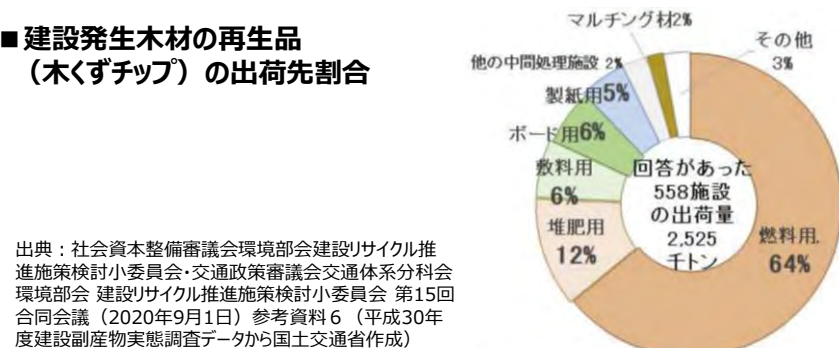 ■建設発生木材の再生品
（木くずチップ）の出荷先割合
出典：社会資本整備審議会環境部会建設リサイクル推
進施策検討小委員会・交通政策審議会交通体系分科会
環境部会 建設リサイクル推進施策検討小委員会 第15回
合同会議（2020年9月1日）参考資料６（平成30年
度建設副産物実態調査データから国土交通省作成）
マルチング材2%
その他
3%
他の中間処理施設 2%
製紙用5%
ボード用6%
敷料用
6%
堆肥用
12%
回答があった
558施設
の出荷量
2,525
千トン
燃料用.
64%